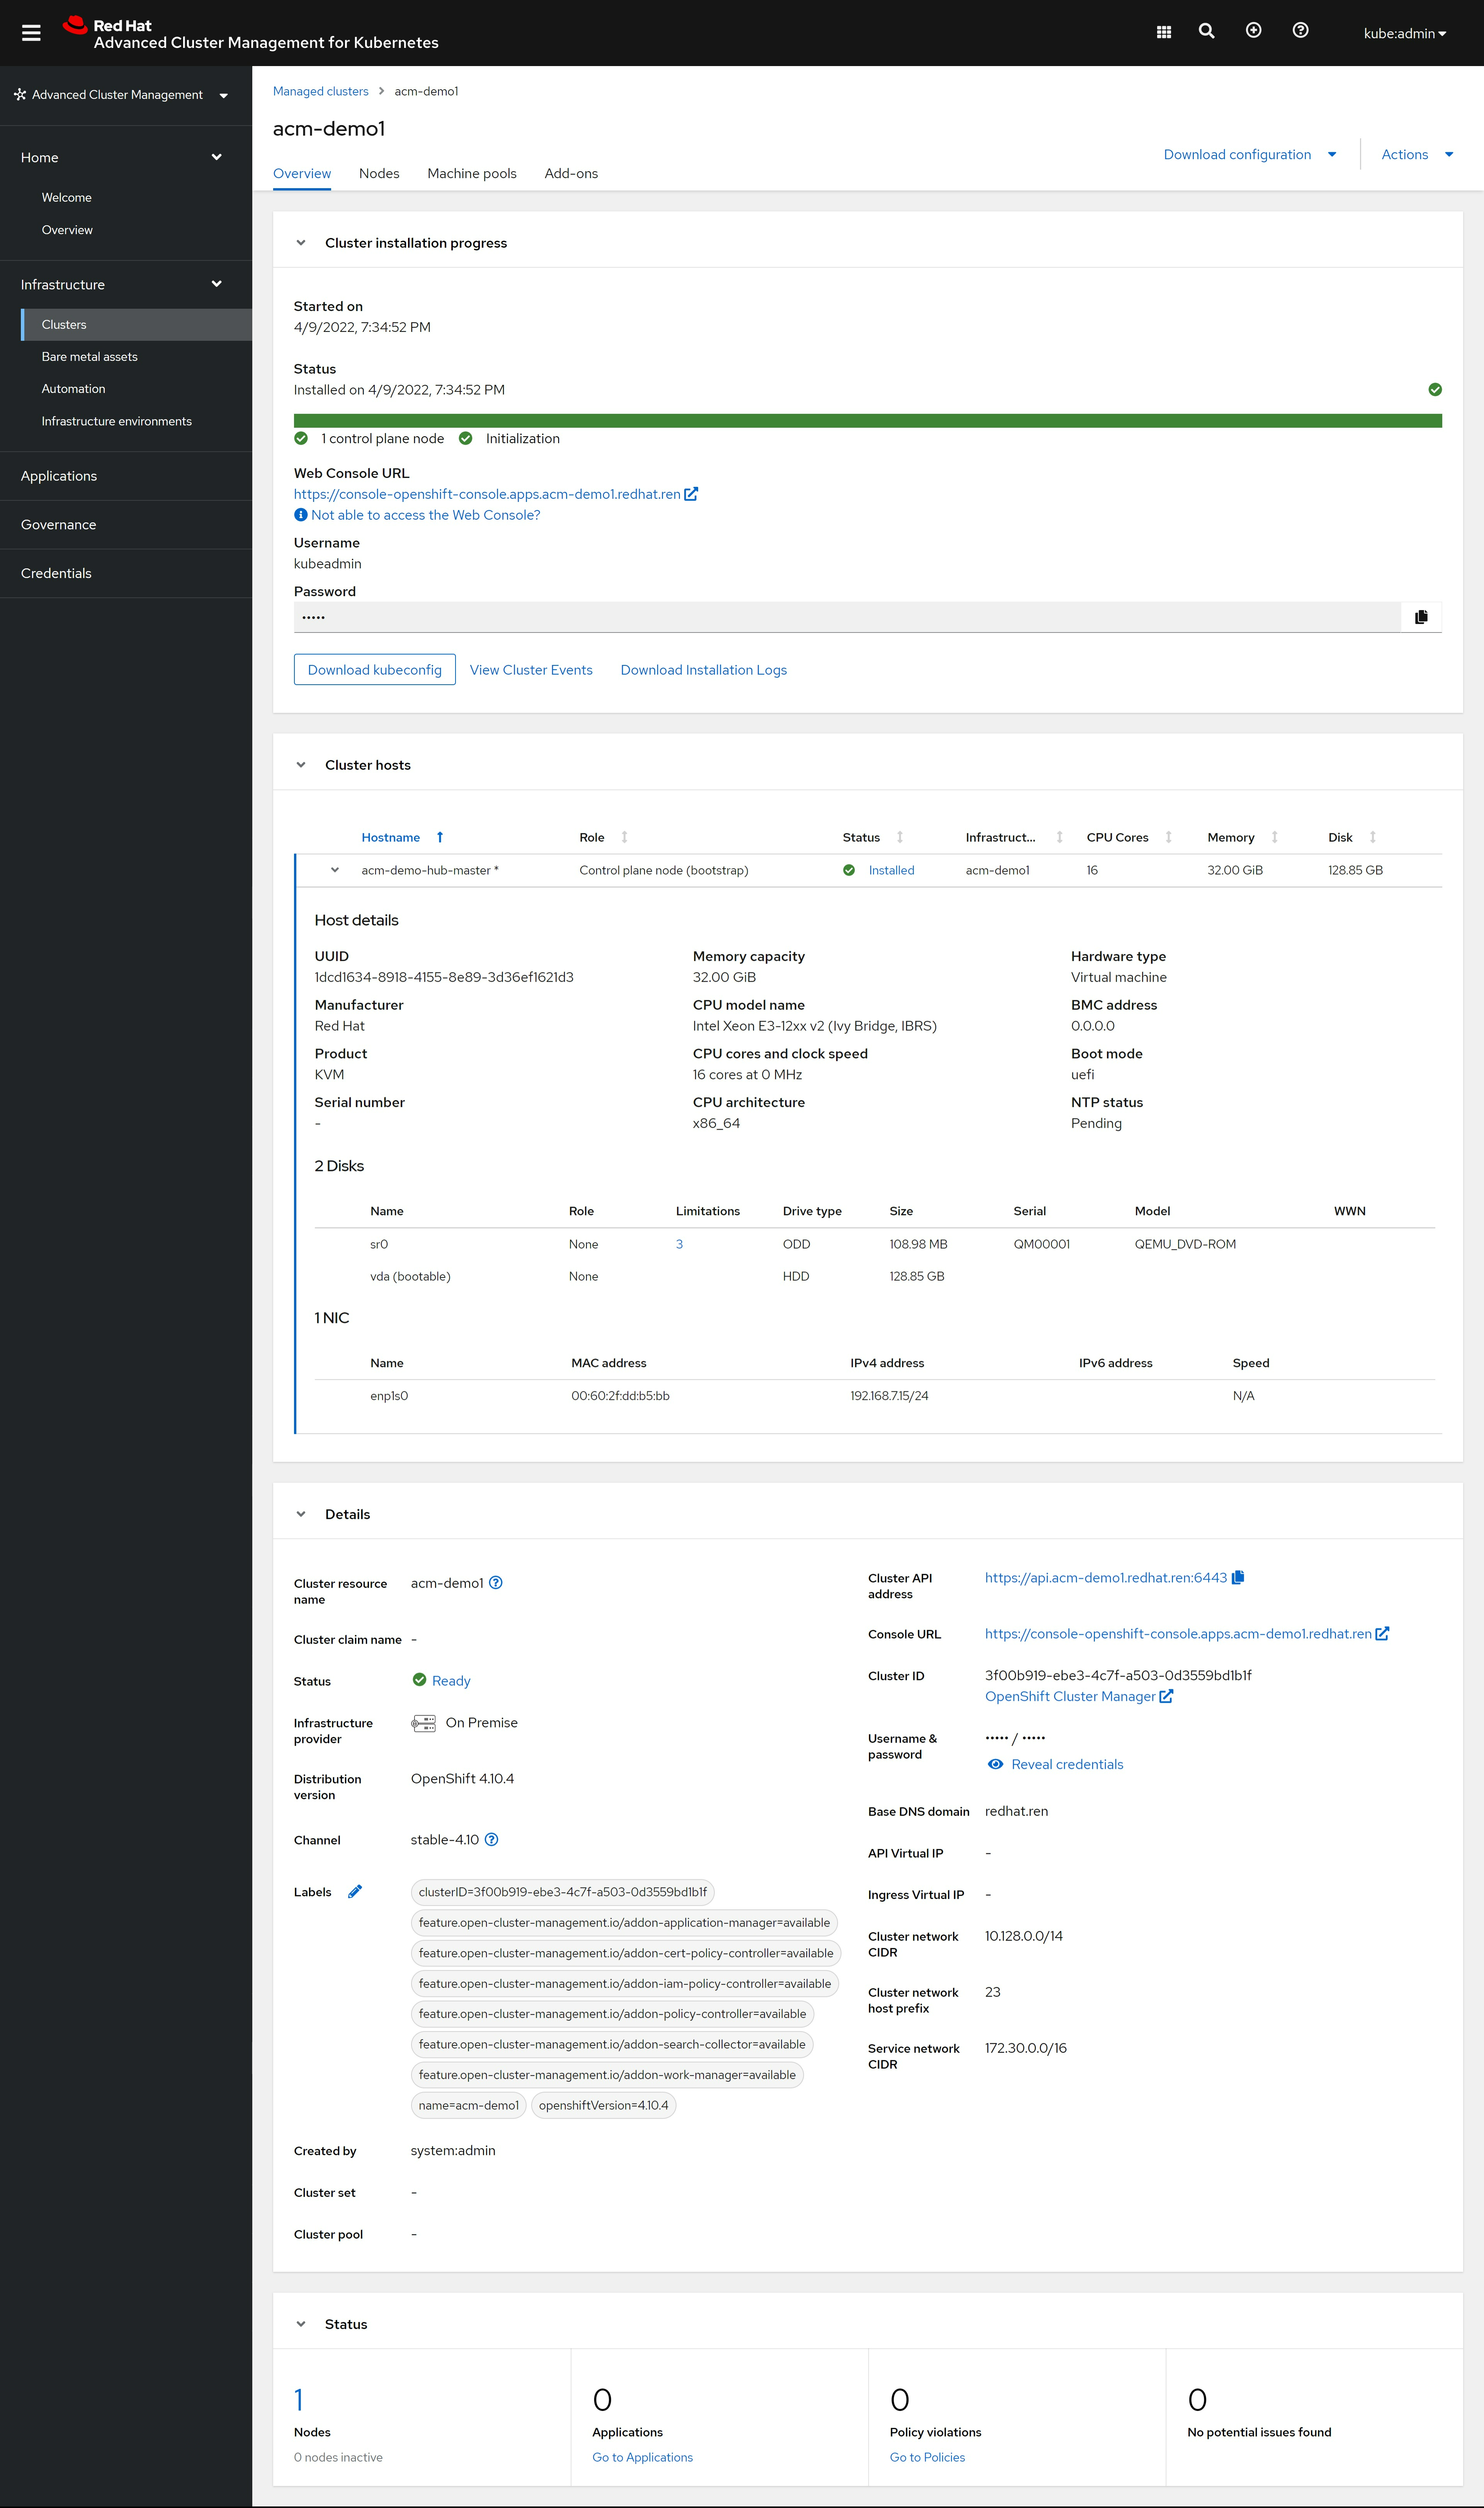 Red Hat
Advanced Cluster Management for Kubernetes
kube:admin
Advanced Cluster Management
Home
Welcome
Overview
Infrastructure
Clusters
Bare metal assets
Automation
Infrastructure environments
Applications
Governance
Credentials
Managed clusters > acm-demo1
acm-demo1
Download configuration Actions
Overview Nodes Machine pools Add-ons
Cluster installation progress
Started on
4/9/2022, 7:34:52 PM
Status
Installed on 4/9/2022, 7:34:52 PM
1 control plane node Initialization
Web Console URL
https://console-openshift-console.apps.acm-demo1.redhat.ren
Not able to access the Web Console?
Username
kubeadmin
Password
•••••
Download kubeconfig View Cluster Events Download Installation Logs
Cluster hosts
Hostname Role Status Infrastruct... CPU Cores Memory Disk
acm-demo-hub-master * Control plane node (bootstrap) Installed acm-demo1 16 32.00 GiB 128.85 GB
Host details
UUID Memory capacity Hardware type
1dcd1634-8918-4155-8e89-3d36ef1621d3 32.00 GiB Virtual machine
Manufacturer CPU model name BMC address
Red Hat Intel Xeon E3-12xx v2 (Ivy Bridge, IBRS) 0.0.0.0
Product CPU cores and clock speed Boot mode
KVM 16 cores at 0 MHz uefi
Serial number CPU architecture NTP status
- x86_64 Pending
2 Disks
Name Role Limitations Drive type Size Serial Model WWN
sr0 None 3 ODD 108.98 MB QM00001 QEMU_DVD-ROM
vda (bootable) None HDD 128.85 GB
1 NIC
Name MAC address IPv4 address IPv6 address Speed
enp1s0 00:60:2f:dd:b5:bb 192.168.7.15/24 N/A
Details
Cluster resource name acm-demo1
Cluster claim name -
Status Ready
Infrastructure provider On Premise
Distribution version OpenShift 4.10.4
Channel stable-4.10
Labels clusterID=3f00b919-ebe3-4c7f-a503-0d3559bd1b1f
feature.open-cluster-management.io/addon-application-manager=available
feature.open-cluster-management.io/addon-cert-policy-controller=available
feature.open-cluster-management.io/addon-iam-policy-controller=available
feature.open-cluster-management.io/addon-policy-controller=available
feature.open-cluster-management.io/addon-search-collector=available
feature.open-cluster-management.io/addon-work-manager=available
name=acm-demo1 openshiftVersion=4.10.4
Created by system:admin
Cluster set -
Cluster pool -
Cluster API address https://api.acm-demo1.redhat.ren:6443
Console URL https://console-openshift-console.apps.acm-demo1.redhat.ren
Cluster ID 3f00b919-ebe3-4c7f-a503-0d3559bd1b1f
OpenShift Cluster Manager
Username & password ••••• / •••••
Reveal credentials
Base DNS domain redhat.ren
API Virtual IP -
Ingress Virtual IP -
Cluster network CIDR 10.128.0.0/14
Cluster network host prefix 23
Service network CIDR 172.30.0.0/16
Status
1 0 0 0
Nodes Applications Policy violations No potential issues found
0 nodes inactive Go to Applications Go to Policies